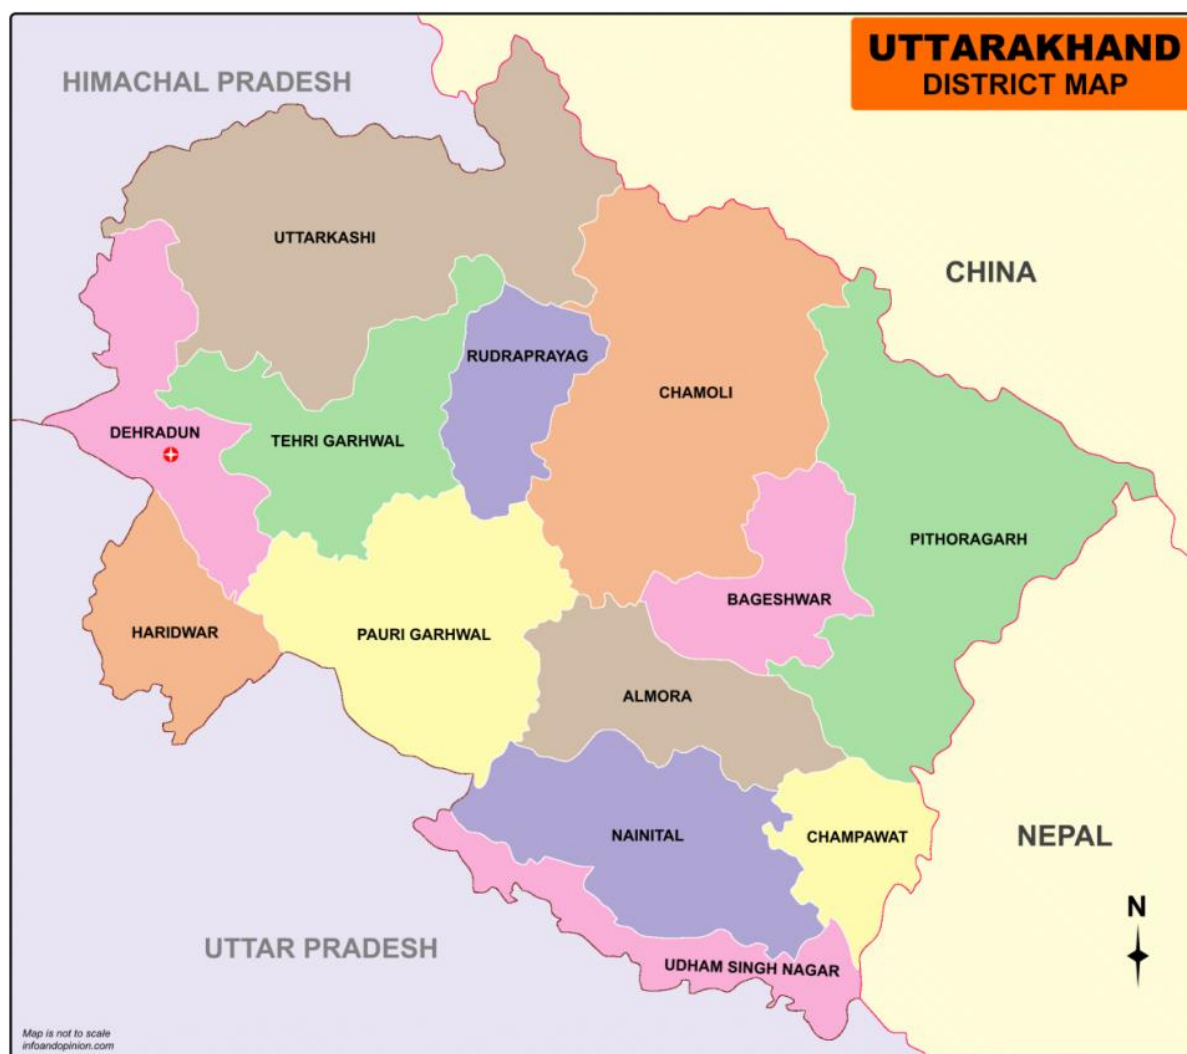 UTTARAKHAND
DISTRICT MAP
HIMACHAL PRADESH
UTTARKASHI
CHINA
RUDRAPRAYAG
CHAMOLI
DEHRADUN
TEHRI GARHWAL
PITHORAGARH
BAGESHWAR
HARIDWAR
PAURI GARHWAL
ALMORA
NAINITAL
CHAMPAWAT
NEPAL
N
UTTAR PRADESH
UDHAM SINGH NAGAR
Map is not to scale
infoandopinion.com